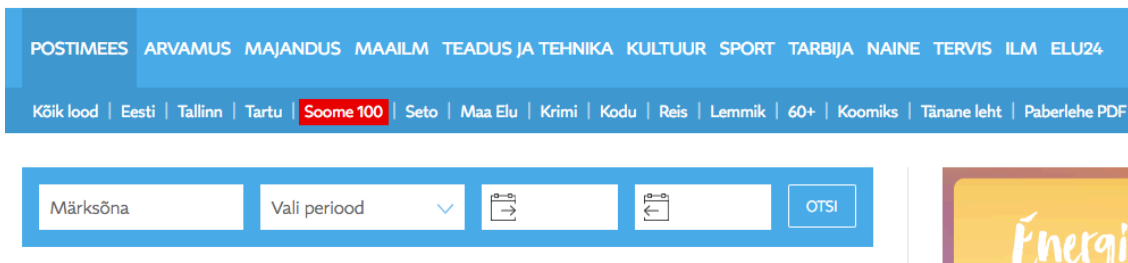 POSTIMEES ARVAMUS MAJANDUS MAAILM TEADUS JA TEHNIKA KULTUUR SPORT TARBIJA NAINE TERVIS ILM ELU24
Kõik lood | Eesti | Tallinn | Tartu | Soome 100 | Seto | Maa Elu | Krimi | Kodu | Reis | Lemmik | 60+ | Koomiks | Tänane leht | Paberlehe PDF
Märksõna Vali periood OTSI